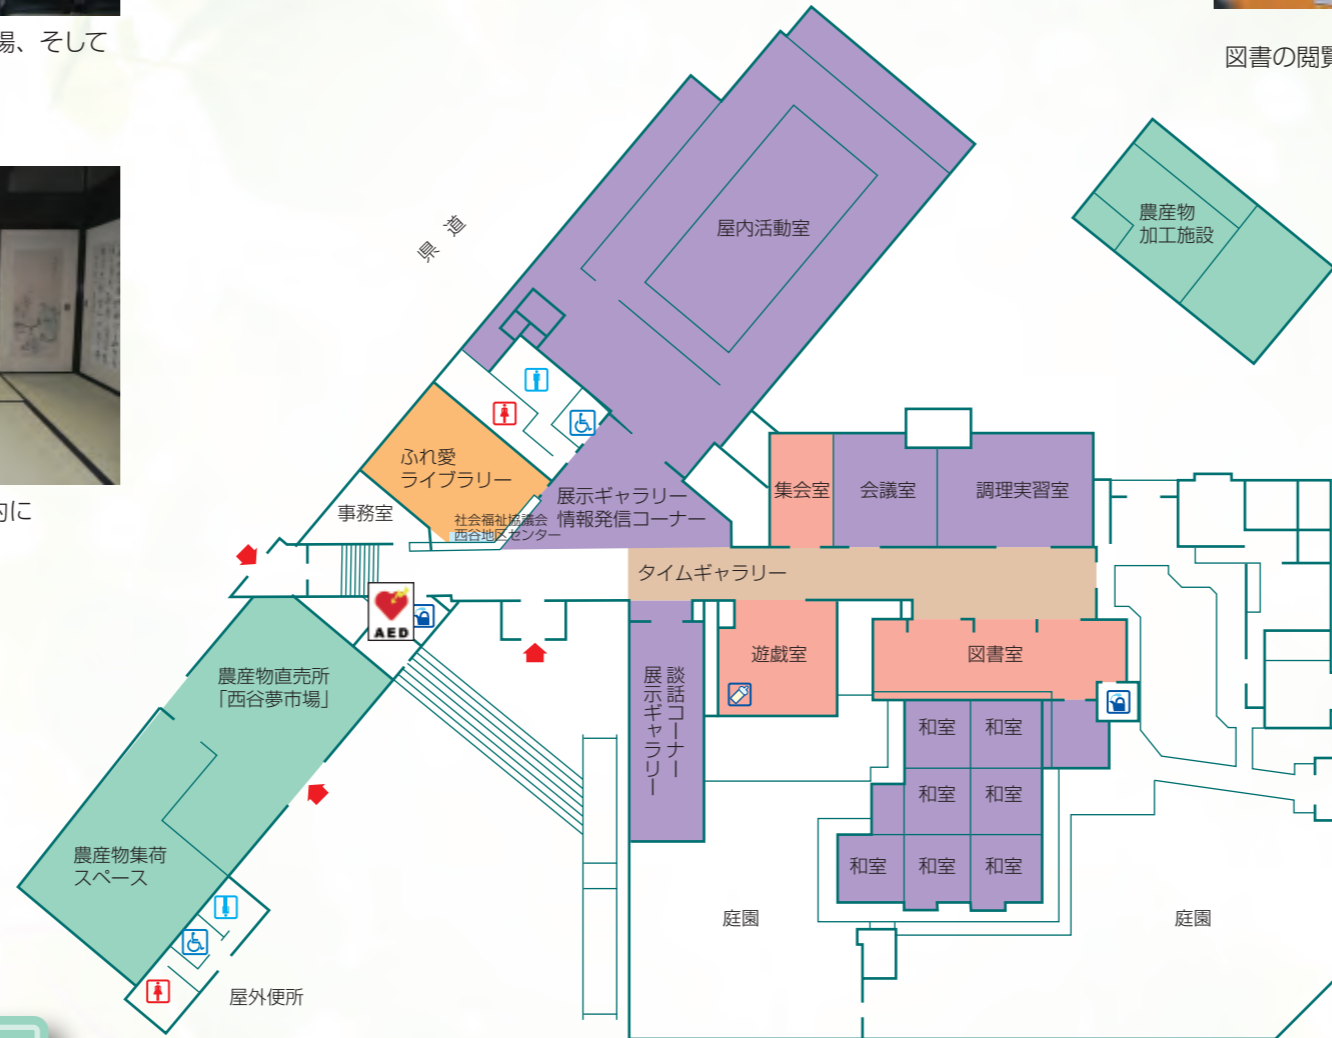 場、そして
図書の閲覧
的に
県道
屋内活動室
農産物
加工施設
ふれ愛
ライブラリー
事務室
社会福祉協議会
西谷地区センター
展示ギャラリー
情報発信コーナー
集会室
会議室
調理実習室
タイムギャラリー
AED
農産物直売所
「西谷夢市場」
談話コーナー
展示ギャラリー
遊戯室
図書室
和室
和室
和室
和室
和室
和室
和室
農産物集荷
スペース
屋外便所
庭園
庭園